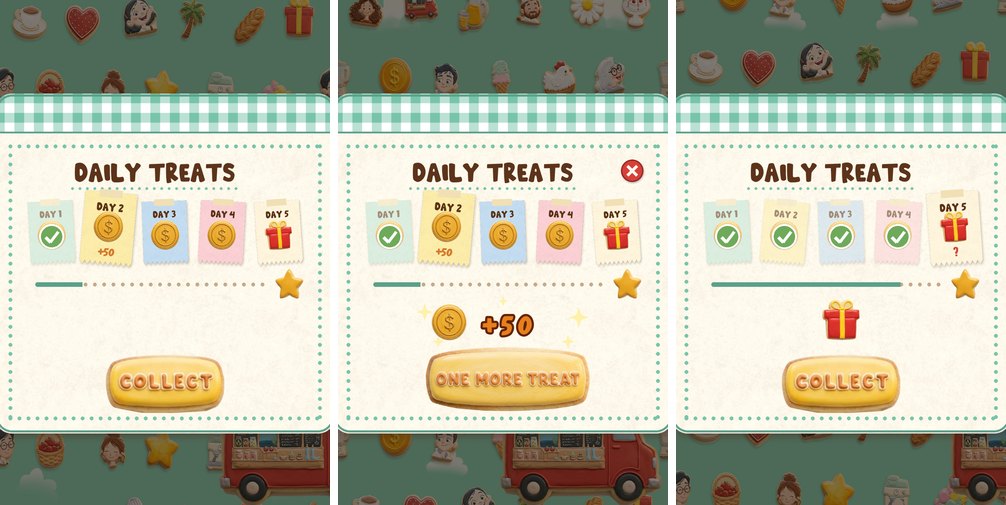 DAILY TREATS
DAY 1
DAY 2
DAY 3
DAY 4
DAY 5
$
$
$
+50
COLLECT
DAILY TREATS
DAY 1
DAY 2
DAY 3
DAY 4
DAY 5
$
$
$
+50
$
+50
ONE MORE TREAT
DAILY TREATS
DAY 1
DAY 2
DAY 3
DAY 4
DAY 5
?
COLLECT